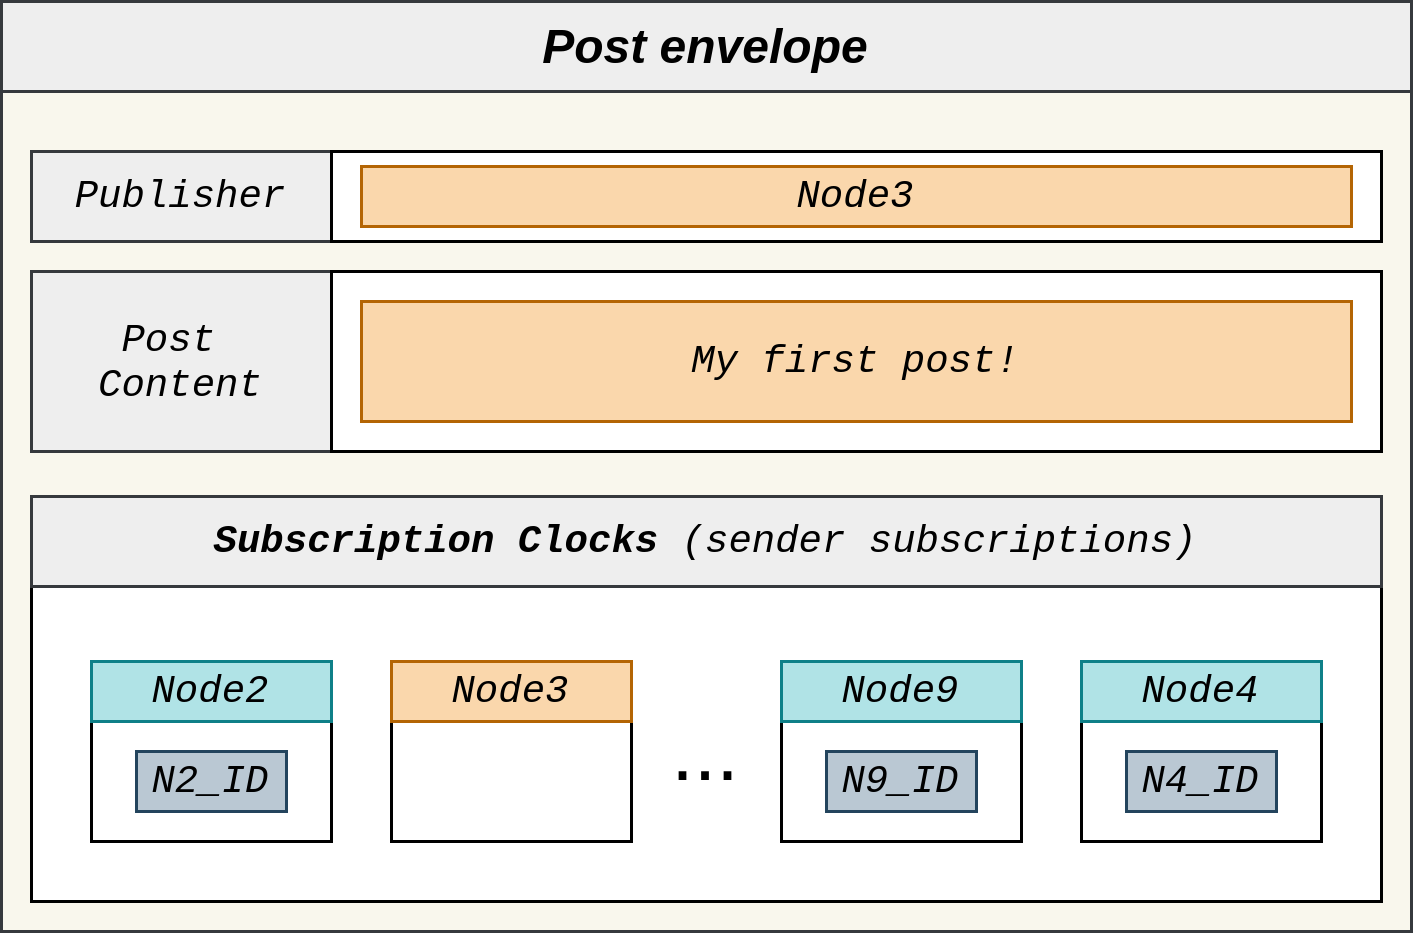 Post envelope
Publisher
Node3
Post
Content
My first post!
Subscription Clocks (sender subscriptions)
Node2
Node3
Node9
Node4
N2_ID
...
N9_ID
N4_ID